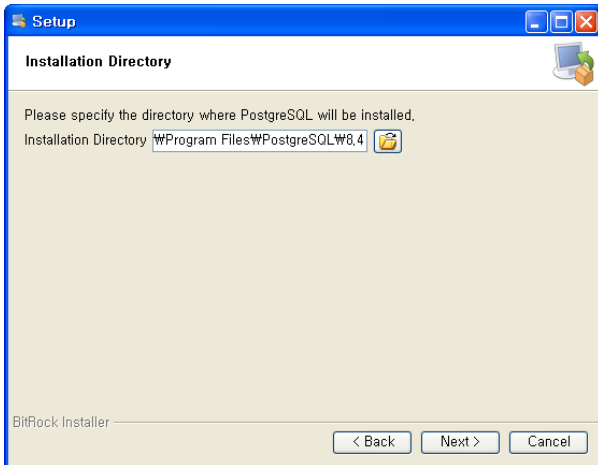 Setup
Installation Directory
Please specify the directory where PostgreSQL will be installed,
Installation Directory ₩Program Files₩PostgreSQL₩8,4
BitRock Installer
< Back Next > Cancel